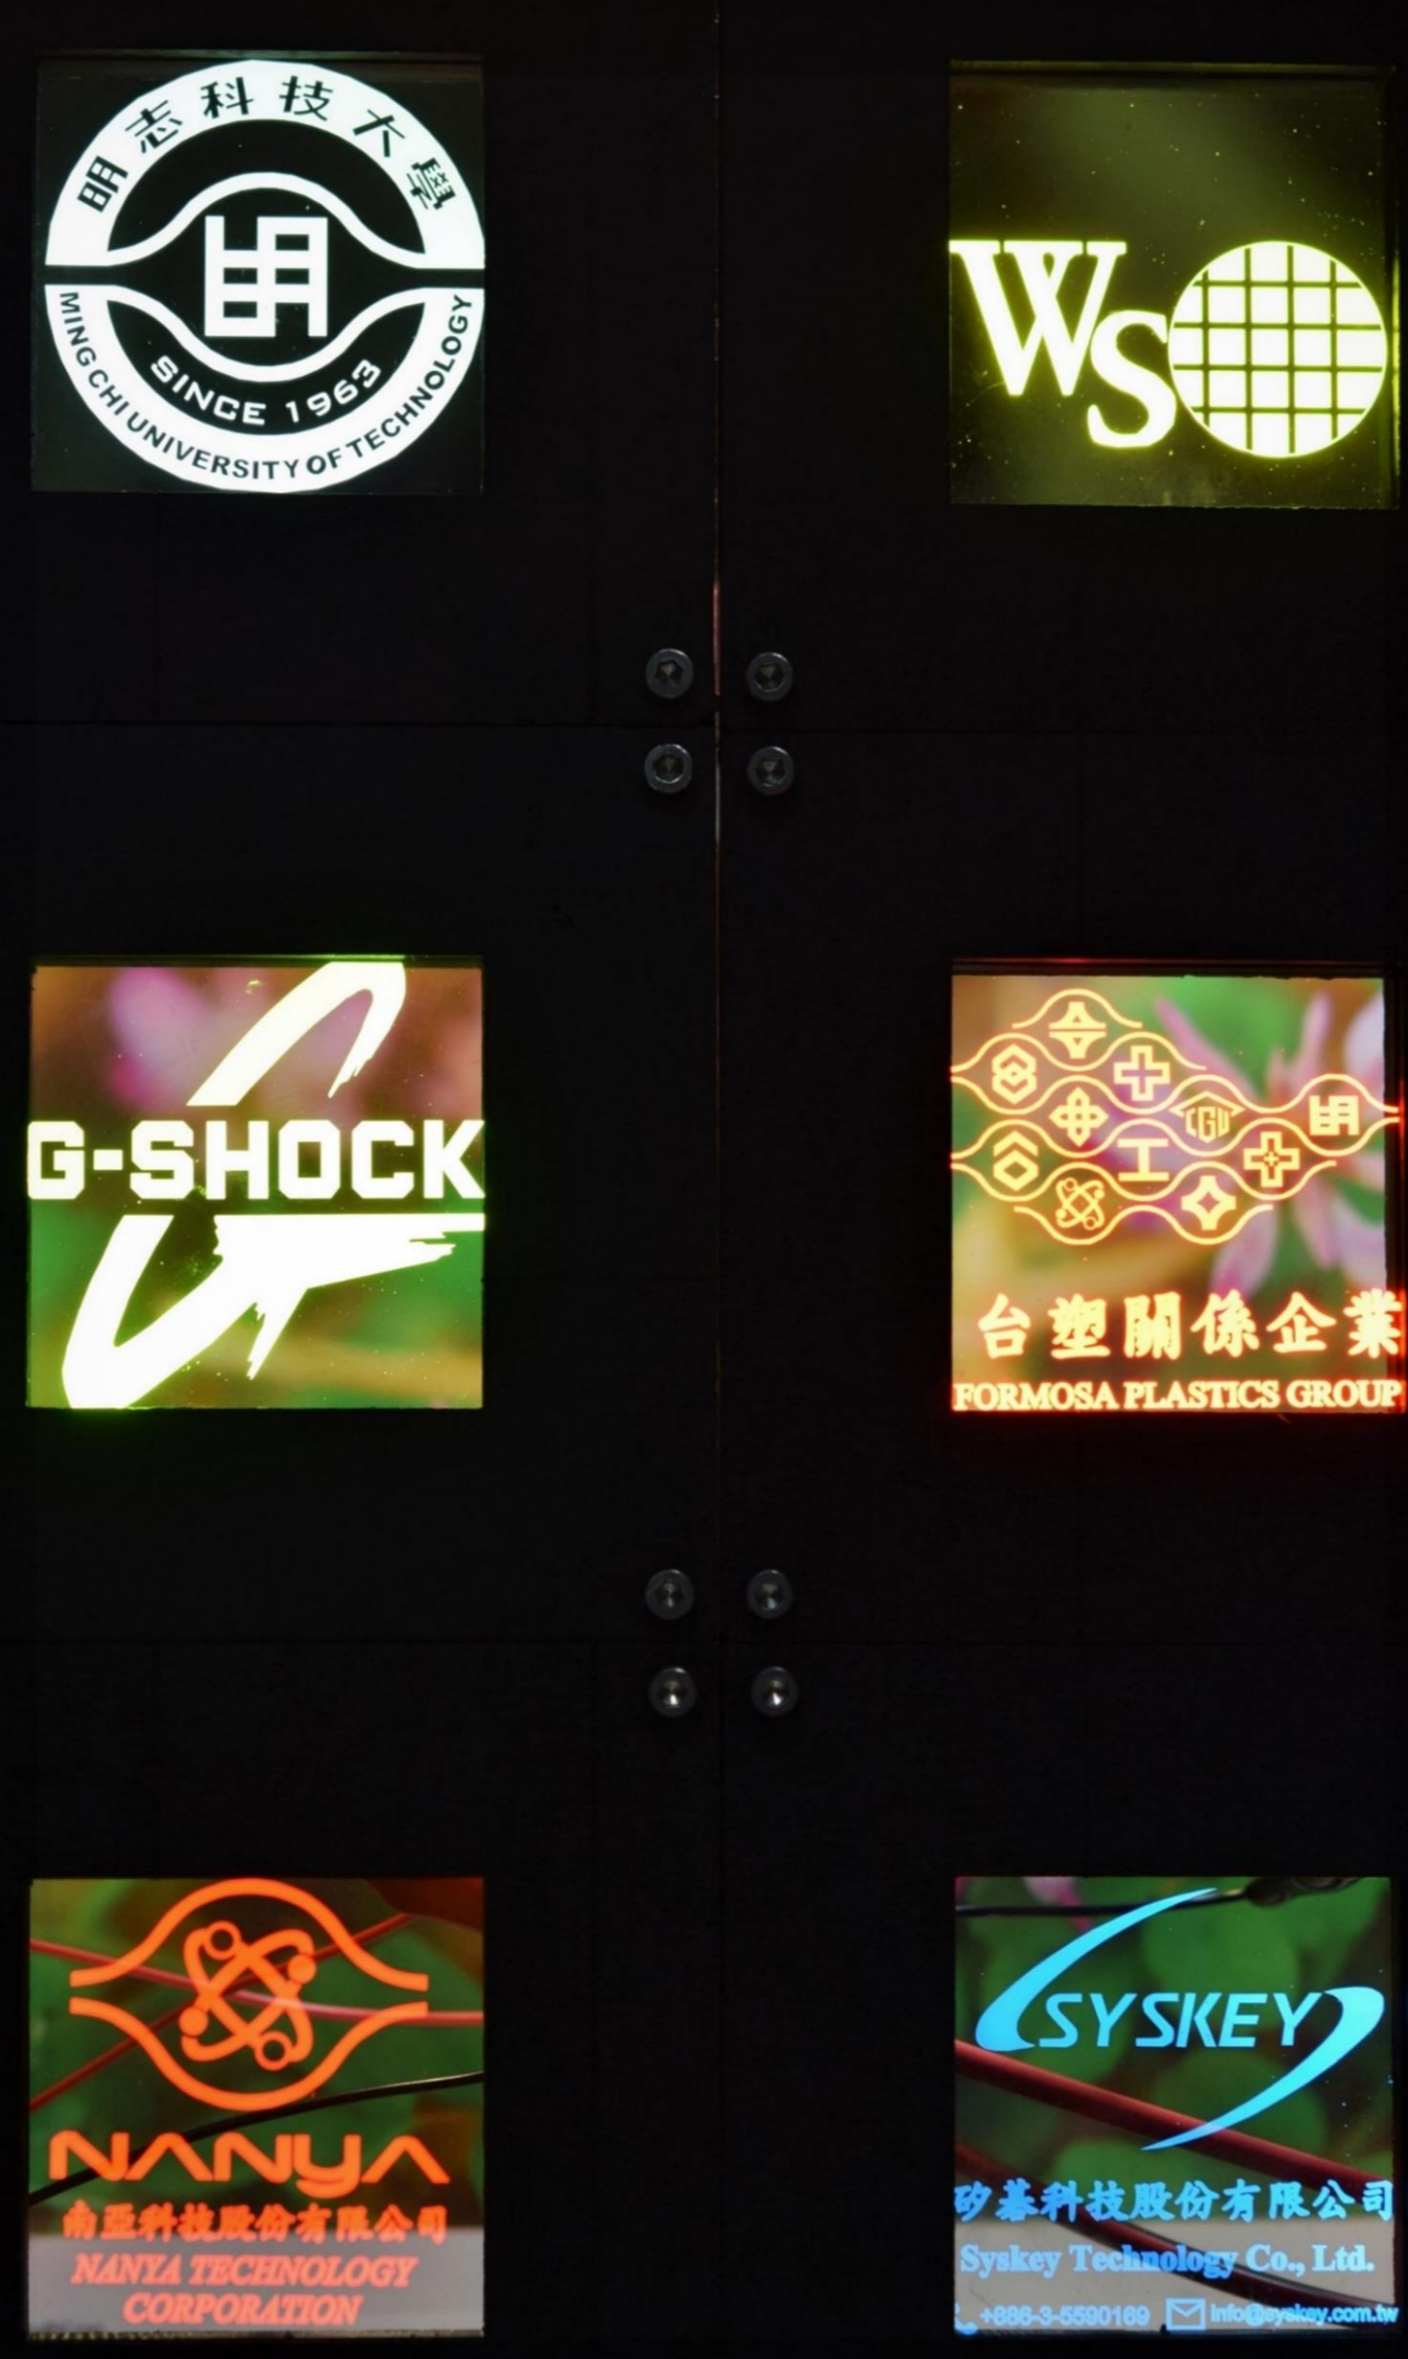 明志科技大學
明
SINCE 1963
MING CHI UNIVERSITY OF TECHNOLOGY
WS
G-SHOCK
CGU
明
台塑關係企業
FORMOSA PLASTICS GROUP
NANYA
南亞科技股份有限公司
NANYA TECHNOLOGY
CORPORATION
SYSKEY
矽碁科技股份有限公司
Syskey Technology Co., Ltd.
+886-3-5590169 info@syskey.com.tw